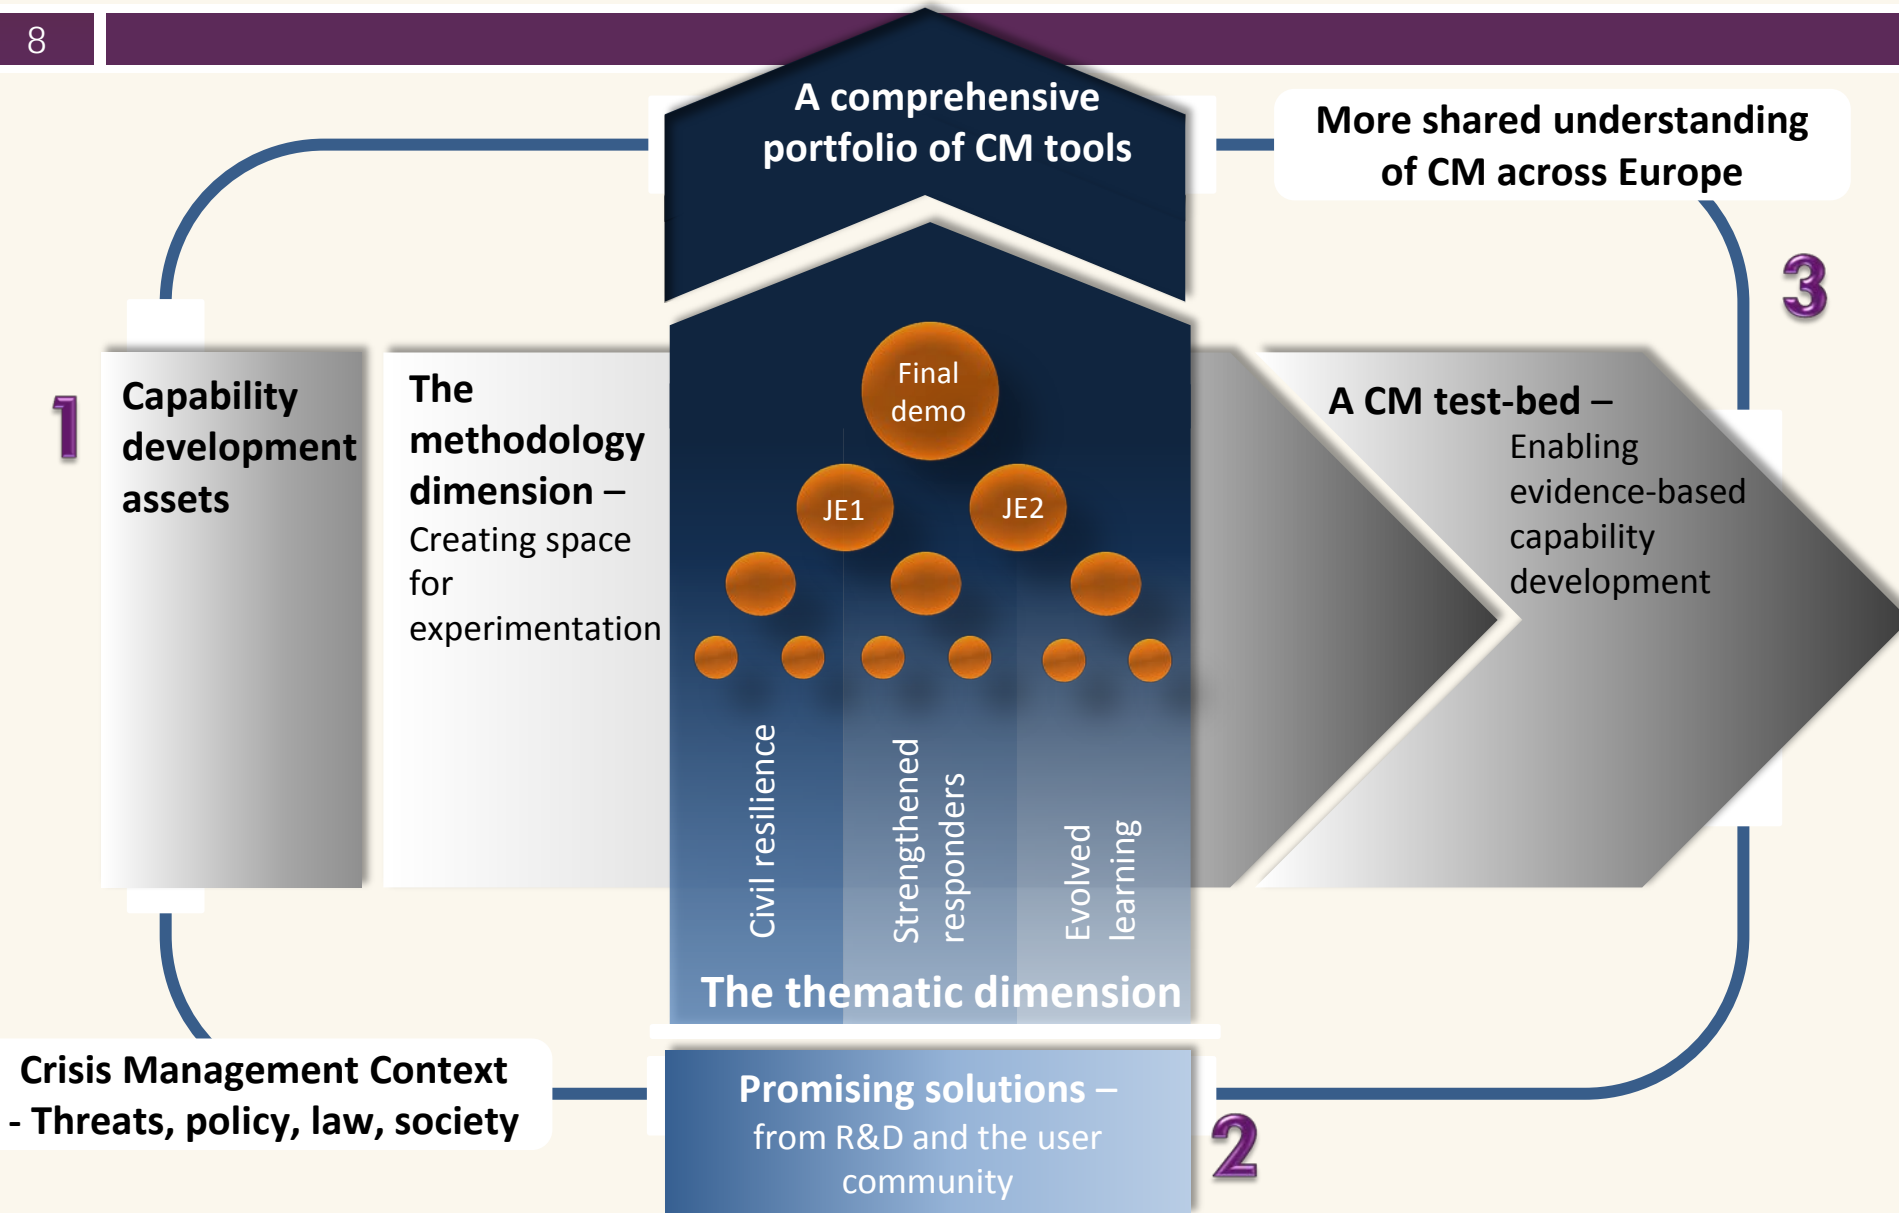 8
A comprehensive
portfolio of CM tools
More shared understanding
of CM across Europe
3
1
Capability
development
assets
The
methodology
dimension –
Creating space
for
experimentation
Final
demo
JE1
JE2
Civil resilience
Strengthened
responders
Evolved
learning
The thematic dimension
A CM test-bed –
Enabling
evidence-based
capability
development
Crisis Management Context
- Threats, policy, law, society
Promising solutions –
from R&D and the user
community
2